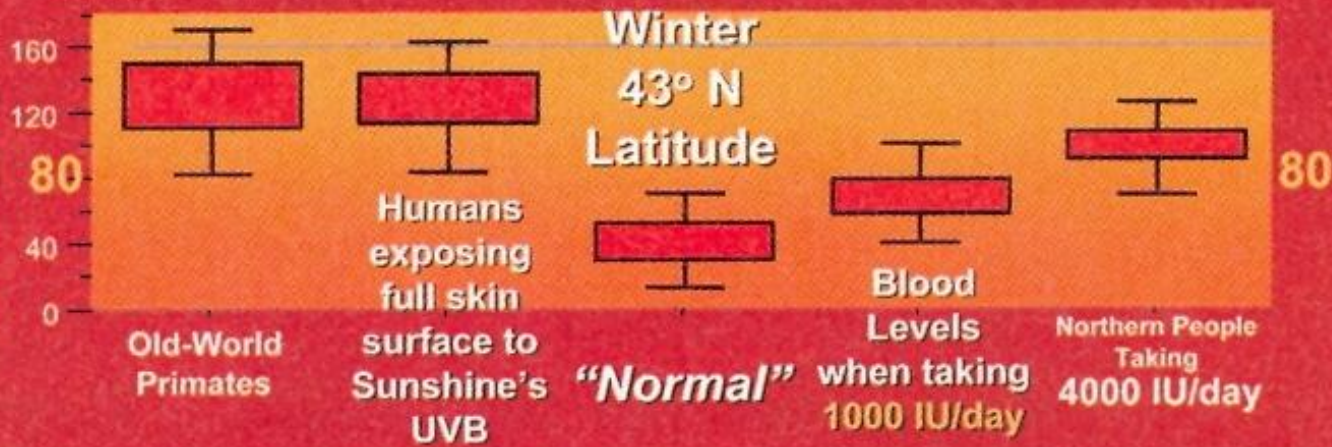 160
120
80
40
0
Winter
43º N
Latitude
80
Old-World
Primates
Humans
exposing
full skin
surface to
Sunshine’s
UVB
“Normal”
Blood
Levels
when taking
1000 IU/day
Northern People
Taking
4000 IU/day